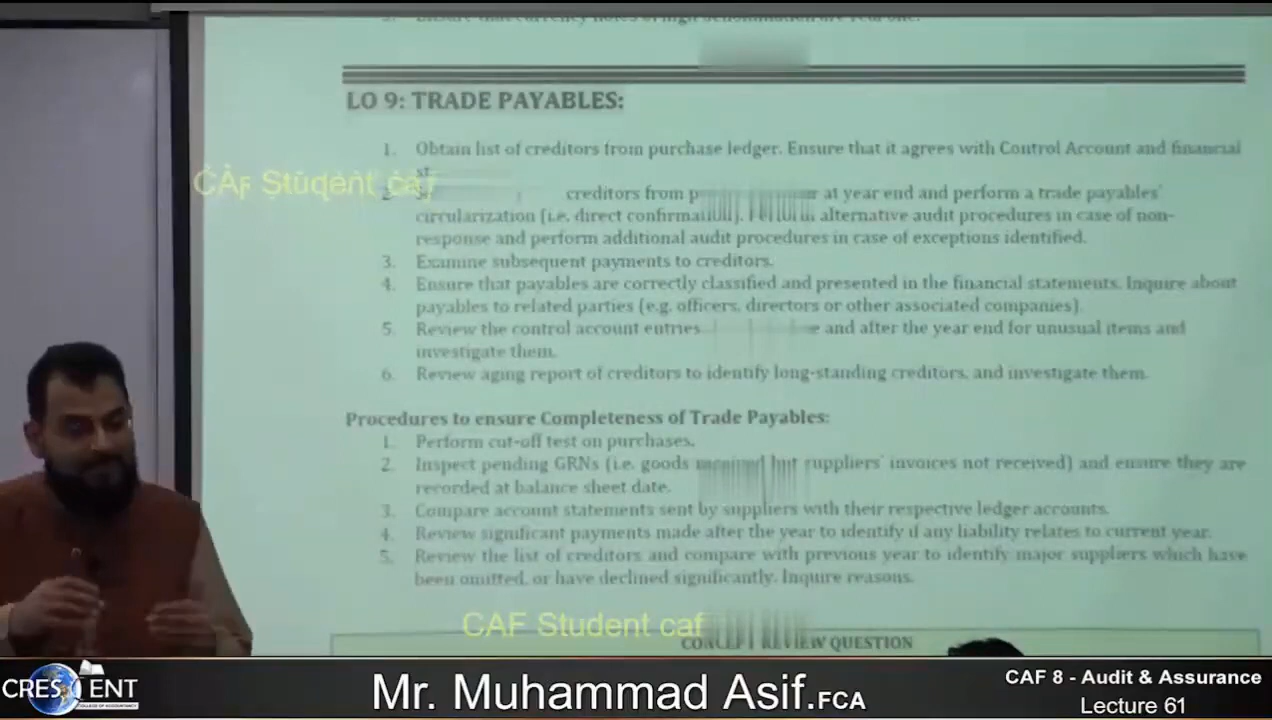 LO 9: TRADE PAYABLES:
1. Obtain list of creditors from purchase ledger. Ensure that it agrees with Control Account and financial
CAF Student caf
2. creditors from at year end and perform a trade payables'
circularization (i.e. direct confirmation). Perform alternative audit procedures in case of non-
response and perform additional audit procedures in case of exceptions identified.
3. Examine subsequent payments to creditors.
4. Ensure that payables are correctly classified and presented in the financial statements. Inquire about
payables to related parties (e.g. officers, directors or other associated companies).
5. Review the control account entries and after the year end for unusual items and
investigate them.
6. Review aging report of creditors to identify long-standing creditors, and investigate them.
Procedures to ensure Completeness of Trade Payables:
1. Perform cut-off test on purchases.
2. Inspect pending GRNs (i.e. goods received but suppliers' invoices not received) and ensure they are
recorded at balance sheet date.
3. Compare account statements sent by suppliers with their respective ledger accounts.
4. Review significant payments made after the year to identify if any liability relates to current year.
5. Review the list of creditors and compare with previous year to identify major suppliers which have
been omitted, or have declined significantly. Inquire reasons.
CAF Student caf
CONCEPT REVIEW QUESTION
CRESCENT
COLLEGE OF ACCOUNTANCY
Mr. Muhammad Asif.FCA
CAF 8 - Audit & Assurance
Lecture 61